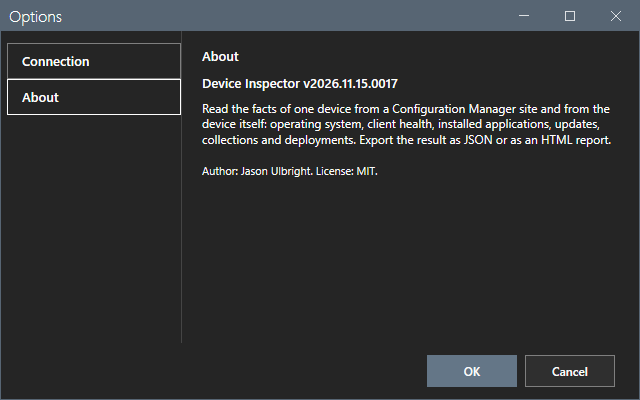 Options
Connection
About
About
Device Inspector v2026.11.15.0017
Read the facts of one device from a Configuration Manager site and from the
device itself: operating system, client health, installed applications, updates,
collections and deployments. Export the result as JSON or as an HTML report.
Author: Jason Ulbright. License: MIT.
OK
Cancel